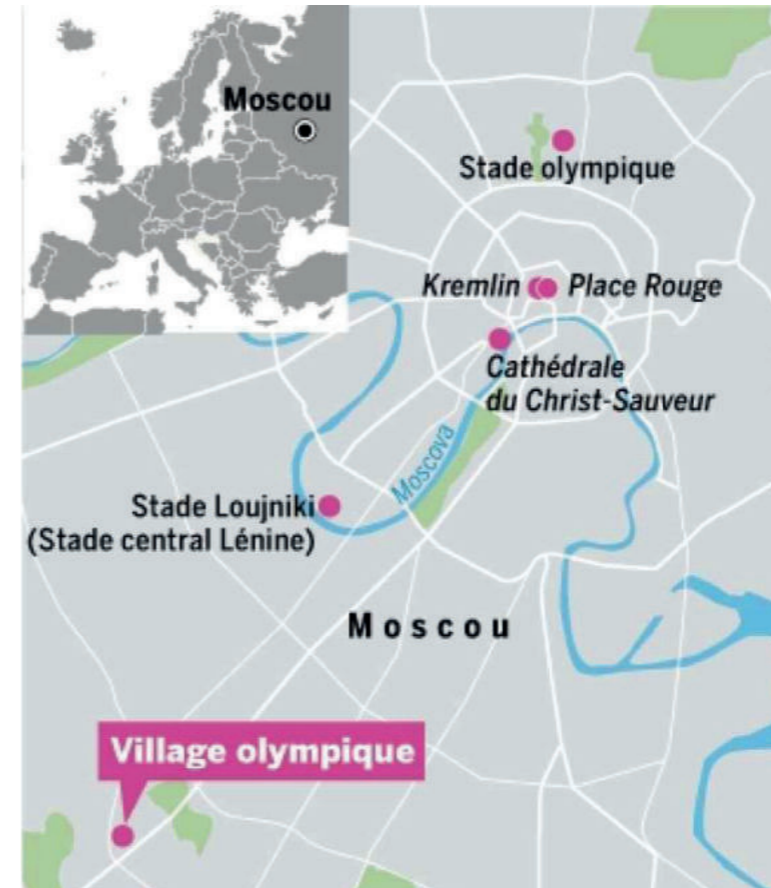 Moscou
Stade olympique
Kremlin
Place Rouge
Cathédrale
du Christ-Sauveur
Moscova
Stade Loujniki
(Stade central Lénine)
Moscou
Village olympique